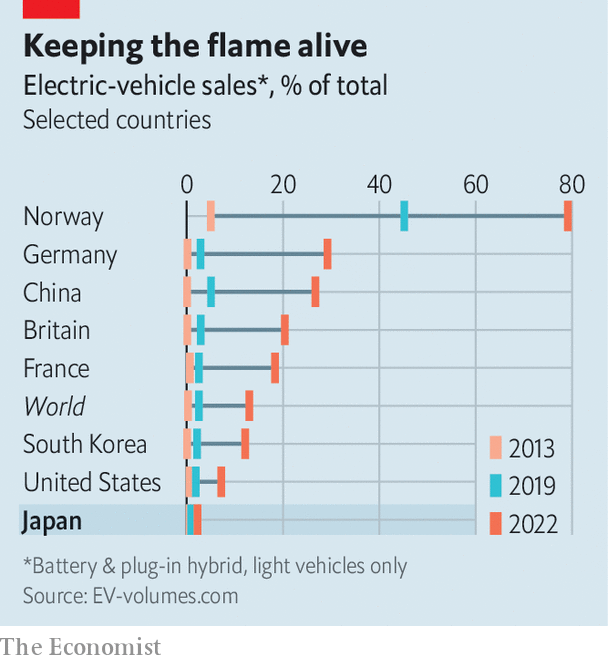 Keeping the flame alive
Electric-vehicle sales*, % of total
Selected countries
0 20 40 60 80
Norway
Germany
China
Britain
France
World
South Korea
United States
Japan
2013
2019
2022
*Battery & plug-in hybrid, light vehicles only
Source: EV-volumes.com
The Economist